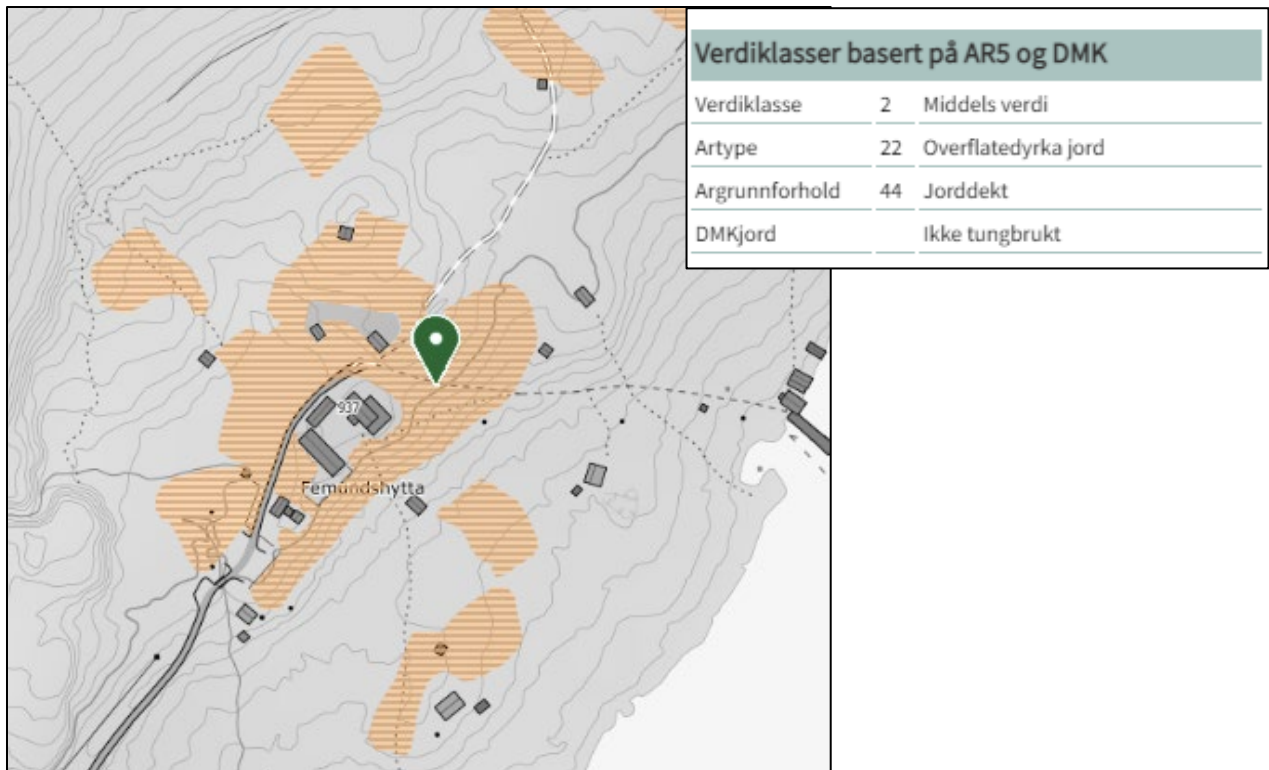 Verdiklasser basert på AR5 og DMK
Verdiklasse 2 Middels verdi
Artype 22 Overflatedyrka jord
Argrunnforhold 44 Jorddekt
DMKjord Ikke tungbrukt
937
Femundshytta